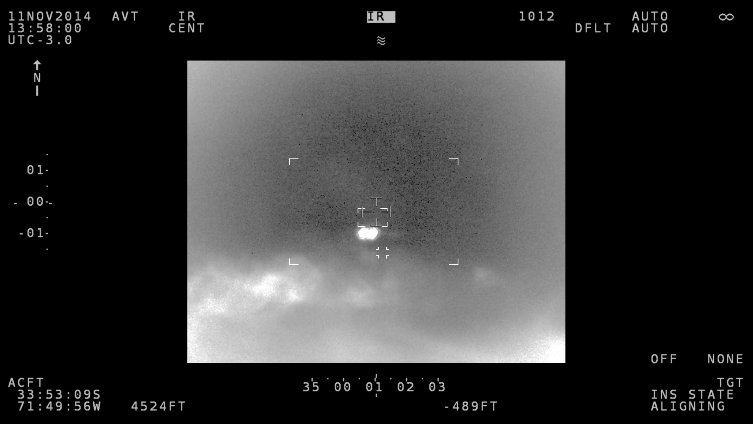 11NOV2014 AVT IR IR 1012 AUTO ∞
13:58:00 CENT DFLT AUTO
UTC-3.0
N
01
- 00 -
-01
OFF NONE
35 00 01 02 03
ACFT TGT
33:53:09S INS STATE
71:49:56W 4524FT -489FT ALIGNING